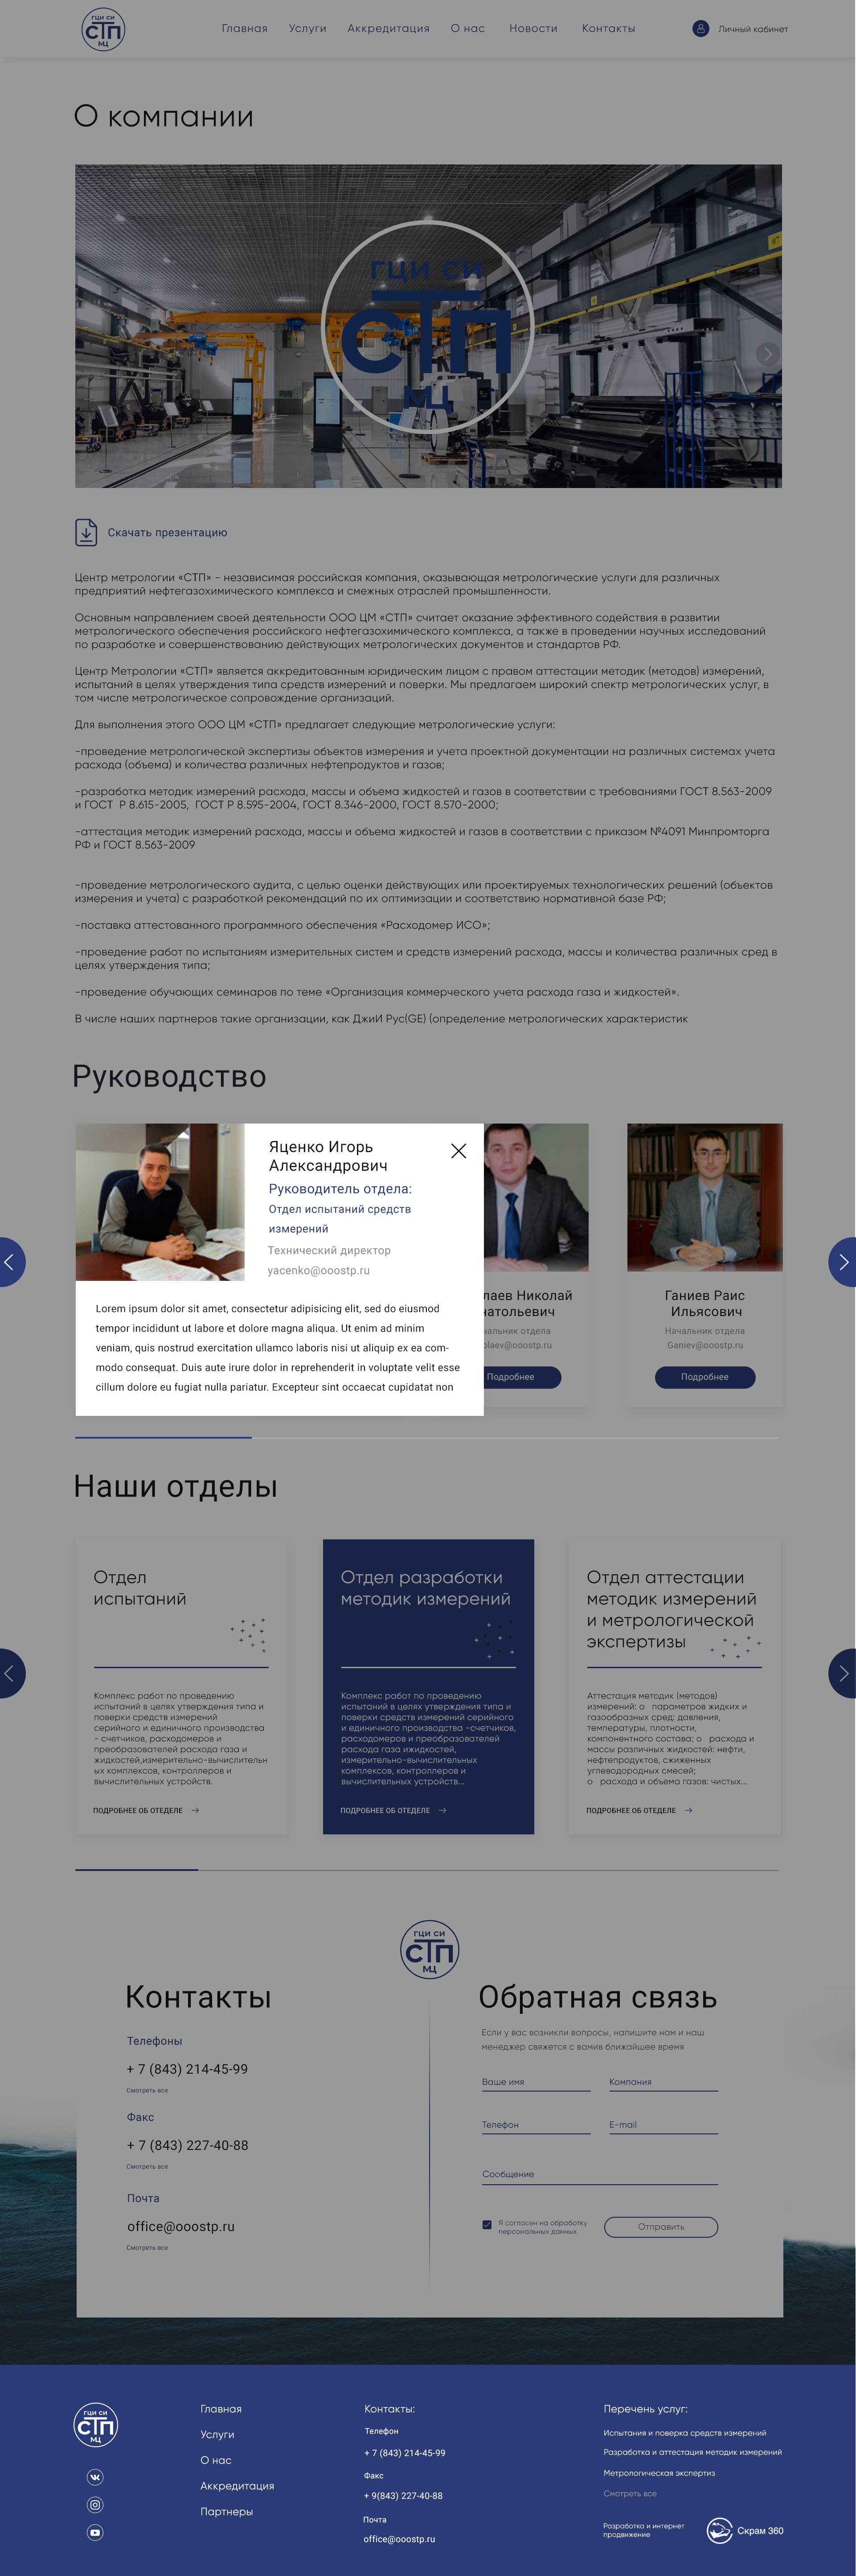 ГЦИ СИ
СТП
МЦ
Главная
Услуги
Аккредитация
О нас
Новости
Контакты
Личный кабинет
О компании
ГЦИ СИ
СТП
МЦ
Скачать презентацию
Центр метрологии «СТП» - независимая российская компания, оказывающая метрологические услуги для различных
предприятий нефтегазохимического комплекса и смежных отраслей промышленности.
Основным направлением своей деятельности ООО ЦМ «СТП» считает оказание эффективного содействия в развитии
метрологического обеспечения российского нефтегазохимического комплекса, а также в проведении научных исследований
по разработке и совершенствованию действующих метрологических документов и стандартов РФ.
Центр Метрологии «СТП» является аккредитованным юридическим лицом с правом аттестации методик (методов) измерений,
испытаний в целях утверждения типа средств измерений и поверки. Мы предлагаем широкий спектр метрологических услуг, в
том числе метрологическое сопровождение организаций.
Для выполнения этого ООО ЦМ «СТП» предлагает следующие метрологические услуги:
-проведение метрологической экспертизы объектов измерения и учета проектной документации на различных системах учета
расхода (объема) и количества различных нефтепродуктов и газов;
-разработка методик измерений расхода, массы и объема жидкостей и газов в соответствии с требованиями ГОСТ 8.563-2009
и ГОСТ Р 8.615-2005, ГОСТ Р 8.595-2004, ГОСТ 8.346-2000, ГОСТ 8.570-2000;
-аттестация методик измерений расхода, массы и объема жидкостей и газов в соответствии с приказом №4091 Минпромторга
РФ и ГОСТ 8.563-2009
-проведение метрологического аудита, с целью оценки действующих или проектируемых технологических решений (объектов
измерения и учета) с разработкой рекомендаций по их оптимизации и соответствию нормативной базе РФ;
-поставка аттестованного программного обеспечения «Расходомер ИСО»;
-проведение работ по испытаниям измерительных систем и средств измерений расхода, массы и количества различных сред в
целях утверждения типа;
-проведение обучающих семинаров по теме «Организация коммерческого учета расхода газа и жидкостей».
В числе наших партнеров такие организации, как ДжиИ Рус(GE) (определение метрологических характеристик
Руководство
Яценко Игорь
Александрович
Руководитель отдела:
Отдел испытаний средств
измерений
Технический директор
yacenko@ooostp.ru
Lorem ipsum dolor sit amet, consectetur adipisicing elit, sed do eiusmod
tempor incididunt ut labore et dolore magna aliqua. Ut enim ad minim
veniam, quis nostrud exercitation ullamco laboris nisi ut aliquip ex ea com-
modo consequat. Duis aute irure dolor in reprehenderit in voluptate velit esse
cillum dolore eu fugiat nulla pariatur. Excepteur sint occaecat cupidatat non
лаев Николай
натольевич
чальник отдела
olaev@ooostp.ru
Подробнее
Ганиев Раис
Ильясович
Начальник отдела
Ganiev@ooostp.ru
Подробнее
Наши отделы
Отдел
испытаний
Комплекс работ по проведению
испытаний в целях утверждения типа и
поверки средств измерений
серийного и единичного производства
- счетчиков, расходомеров и
преобразователей расхода газа и
жидкостей,измерительно-вычислительн
ых комплексов, контроллеров и
вычислительных устройств.
ПОДРОБНЕЕ ОБ ОТЕДЕЛЕ
Отдел разработки
методик измерений
Комплекс работ по проведению
испытаний в целях утверждения типа и
поверки средств измерений серийного
и единичного производства -счетчиков,
расходомеров и преобразователей
расхода газа ижидкостей,
измерительно-вычислительных
комплексов, контроллеров и
вычислительных устройств...
ПОДРОБНЕЕ ОБ ОТЕДЕЛЕ
Отдел аттестации
методик измерений
и метрологической
экспертизы
Аттестация методик (методов)
измерений: о параметров жидких и
газообразных сред: давления,
температуры, плотности,
компонентного состава; о расхода и
массы различных жидкостей: нефти,
нефтепродуктов, сжиженных
углеводородных смесей;
о расхода и объема газов: чистых...
ПОДРОБНЕЕ ОБ ОТЕДЕЛЕ
ГЦИ СИ
СТП
МЦ
Контакты
Телефоны
+ 7 (843) 214-45-99
Смотреть все
Факс
+ 7 (843) 227-40-88
Смотреть все
Почта
office@ooostp.ru
Смотреть все
Обратная связь
Если у вас возникли вопросы, напишите нам и наш
менеджер свяжется с вамив ближайшее время
Ваше имя
Компания
Телефон
E-mail
Сообщение
Я согласен на обработку
персональных данных
Отправить
ГЦИ СИ
СТП
МЦ
Главная
Услуги
О нас
Аккредитация
Партнеры
Контакты:
Телефон
+ 7 (843) 214-45-99
Факс
+ 9(843) 227-40-88
Почта
office@ooostp.ru
Перечень услуг:
Испытания и поверка средств измерений
Разработка и аттестация методик измерений
Метрологическая экспертиз
Смотреть все
Разработка и интернет
продвижение
Скрам 360